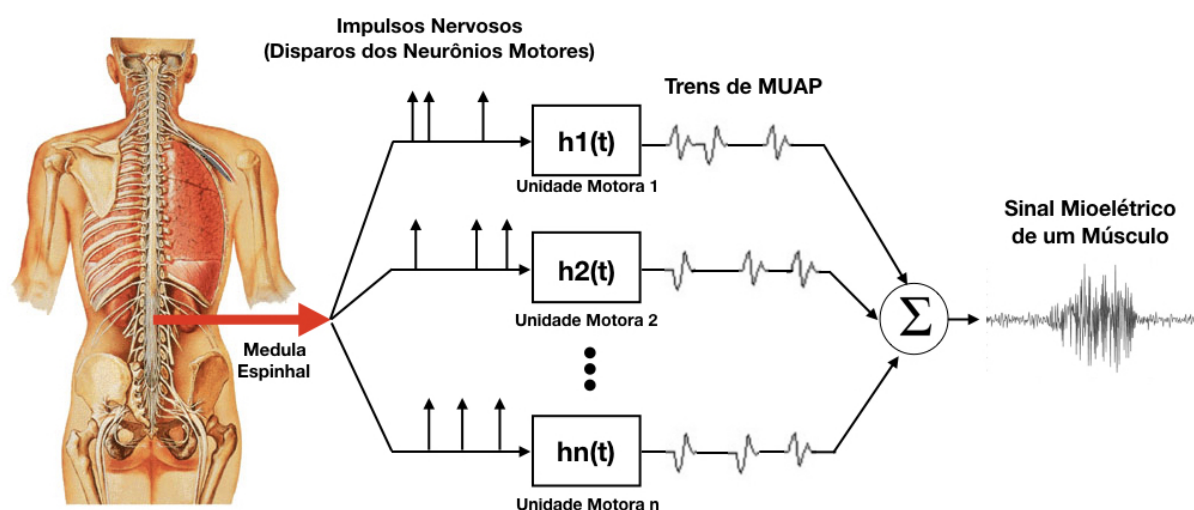 Impulsos Nervosos
(Disparos dos Neurônios Motores)
Trens de MUAP
h1(t)
Unidade Motora 1
Sinal Mioelétrico
de um Músculo
h2(t)
Unidade Motora 2
Σ
Medula
Espinhal
hn(t)
Unidade Motora n